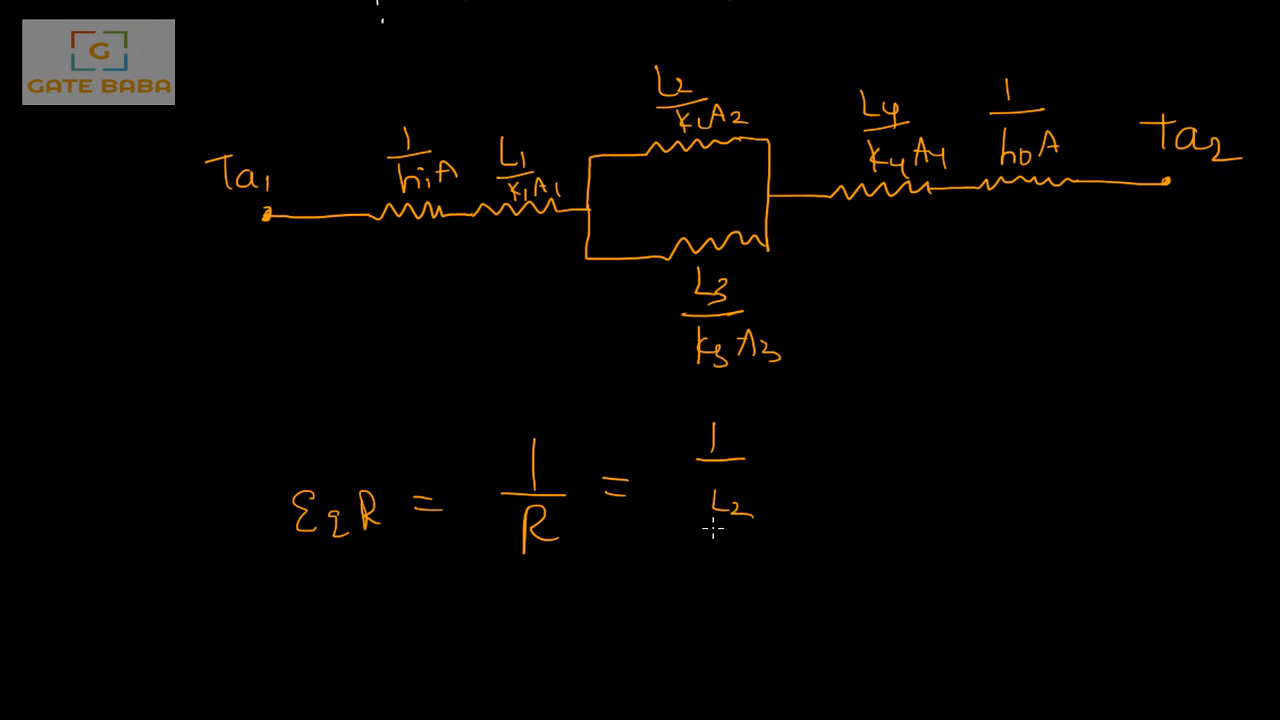 G
GATE BABA
Ta1
1/hiA
L1/k1A1
L2/k2A2
L3/k3A3
L4/k4A4
1/h0A
Ta2
Eq R = 1/R = 1/L2